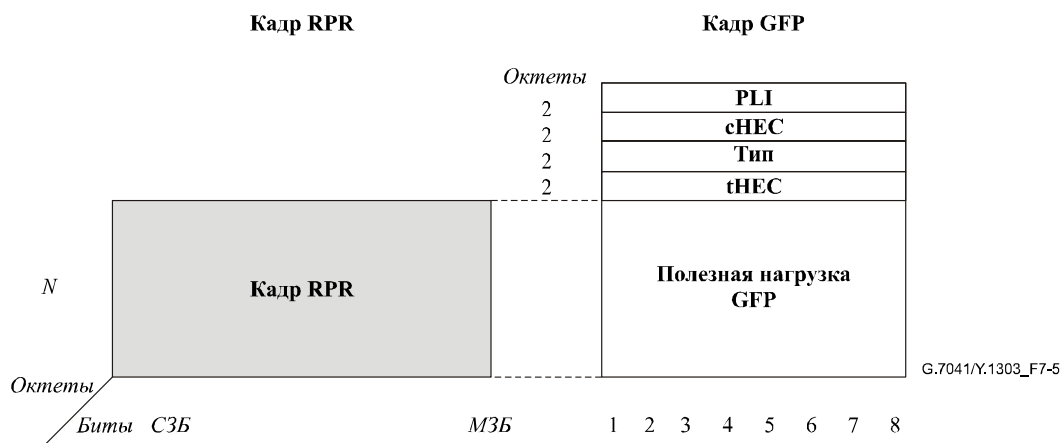 Кадр RPR
Кадр GFP
Октеты
2
2
2
2
PLI
cHEC
Тип
tHEC
N
Кадр RPR
Полезная нагрузка
GFP
G.7041/Y.1303_F7-5
Октеты
Биты СЗБ МЗБ 1 2 3 4 5 6 7 8